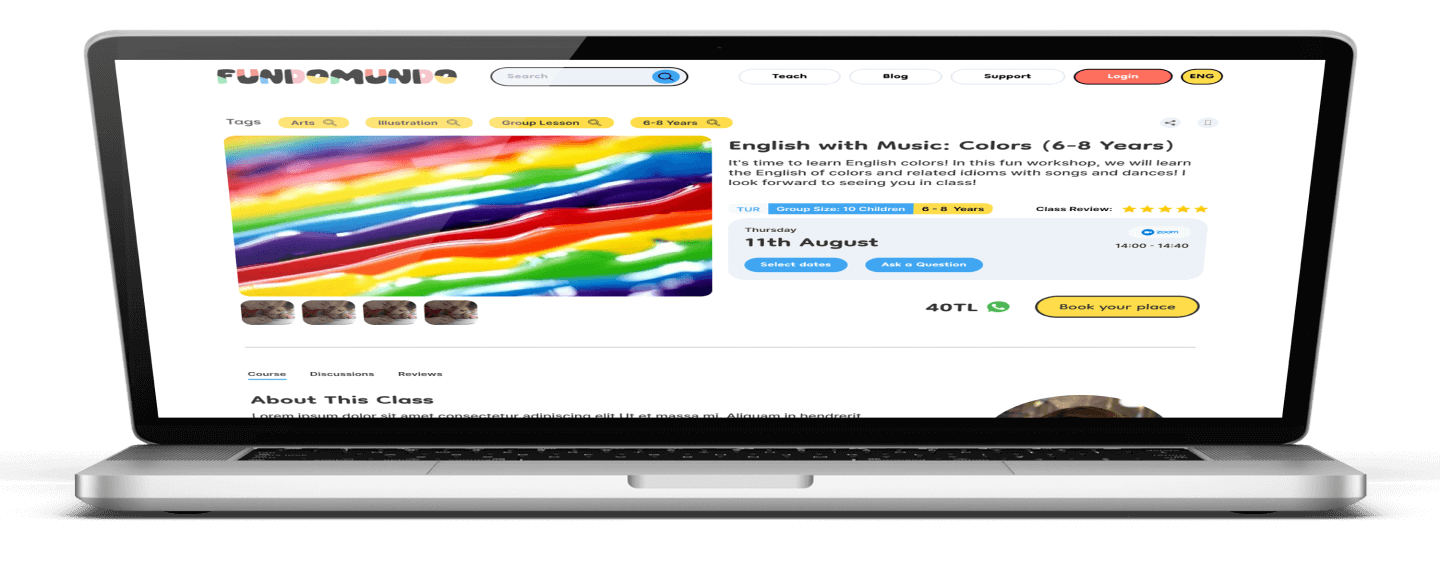 FUNDOMUNDO
Search
Teach
Blog
Support
Login
ENG
Tags
Arts
Illustration
Group Lesson
6-8 Years
English with Music: Colors (6-8 Years)
It's time to learn English colors! In this fun workshop, we will learn
the English of colors and related idioms with songs and dances! I
look forward to seeing you in class!
TUR
Group Size: 10 Children
6 - 8 Years
Class Review:
Thursday
11th August
zoom
14:00 - 14:40
Select dates
Ask a Question
40TL
Book your place
Course
Discussions
Reviews
About This Class
Lorem ipsum dolor sit amet consectetur adipiscing elit Ut et massa mi. Aliquam in hendrerit